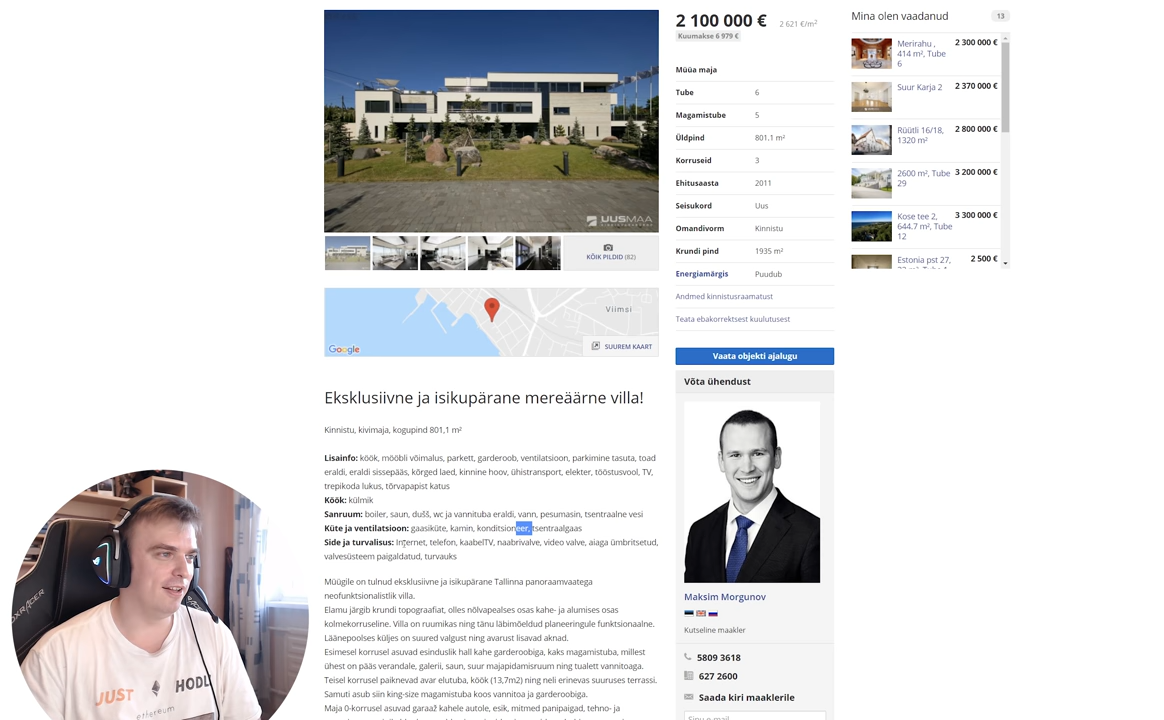 UUSMAA
KÕIK PILDID (82)
Viimsi
Google
SUUREM KAART
Eksklusiivne ja isikupärane mereäärne villa!
Kinnistu, kivimaja, kogupind 801,1 m²
Lisainfo: köök, mööbli võimalus, parkett, garderoob, ventilatsioon, parkimine tasuta, toad
eraldi, eraldi sissepääs, kõrged laed, kinnine hoov, ühistransport, elekter, tööstusvool, TV,
trepikoda lukus, tõrvapapist katus
Köök: külmik
Sanruum: boiler, saun, dušš, wc ja vannituba eraldi, vann, pesumasin, tsentraalne vesi
Küte ja ventilatsioon: gaasiküte, kamin, konditsioneer, tsentraalgaas
Side ja turvalisus: Internet, telefon, kaabelTV, naabrivalve, video valve, aiaga ümbritsetud,
valvesüsteem paigaldatud, turvauks
Müügile on tulnud eksklusiivne ja isikupärane Tallinna panoraamvaatega
neofunktsionalistlik villa.
Elamu järgib krundi topograafiat, olles nõlvapealses osas kahe- ja alumises osas
kolmekorruseline. Villa on ruumikas ning tänu läbimõeldud planeeringule funktsionaalne.
Läänepoolses küljes on suured valgust ning avarust lisavad aknad.
Esimesel korrusel asuvad esinduslik hall kahe garderoobiga, kaks magamistuba, millest
ühest on pääs verandale, galerii, saun, suur majapidamisruum ning tualett vannitoaga.
Teisel korrusel paiknevad avar elutuba, köök (13,7m2) ning neli erinevas suuruses terrassi.
Samuti asub siin king-size magamistuba koos vannitoa ja garderoobiga.
Maja 0-korrusel asuvad garaaž kahele autole, esik, mitmed panipaigad, tehno- ja
2 100 000 € 2 621 €/m²
Kuumakse 6 979 €
Müüa maja
Tube 6
Magamistube 5
Üldpind 801.1 m²
Korruseid 3
Ehitusaasta 2011
Seisukord Uus
Omandivorm Kinnistu
Krundi pind 1935 m²
Energiamärgis Puudub
Andmed kinnistusraamatust
Teata ebakorrektsest kuulutusest
Vaata objekti ajalugu
Võta ühendust
Maksim Morgunov
Kutseline maakler
5809 3618
627 2600
Saada kiri maaklerile
Sinu e-mail
Mina olen vaadanud 13
Merirahu , 2 300 000 €
414 m², Tube
6
Suur Karja 2 2 370 000 €
Rüütli 16/18, 2 800 000 €
1320 m²
2600 m², Tube 3 200 000 €
29
Kose tee 2, 3 300 000 €
644.7 m², Tube
12
Estonia pst 27, 2 500 €
JUST HODL
ethereum